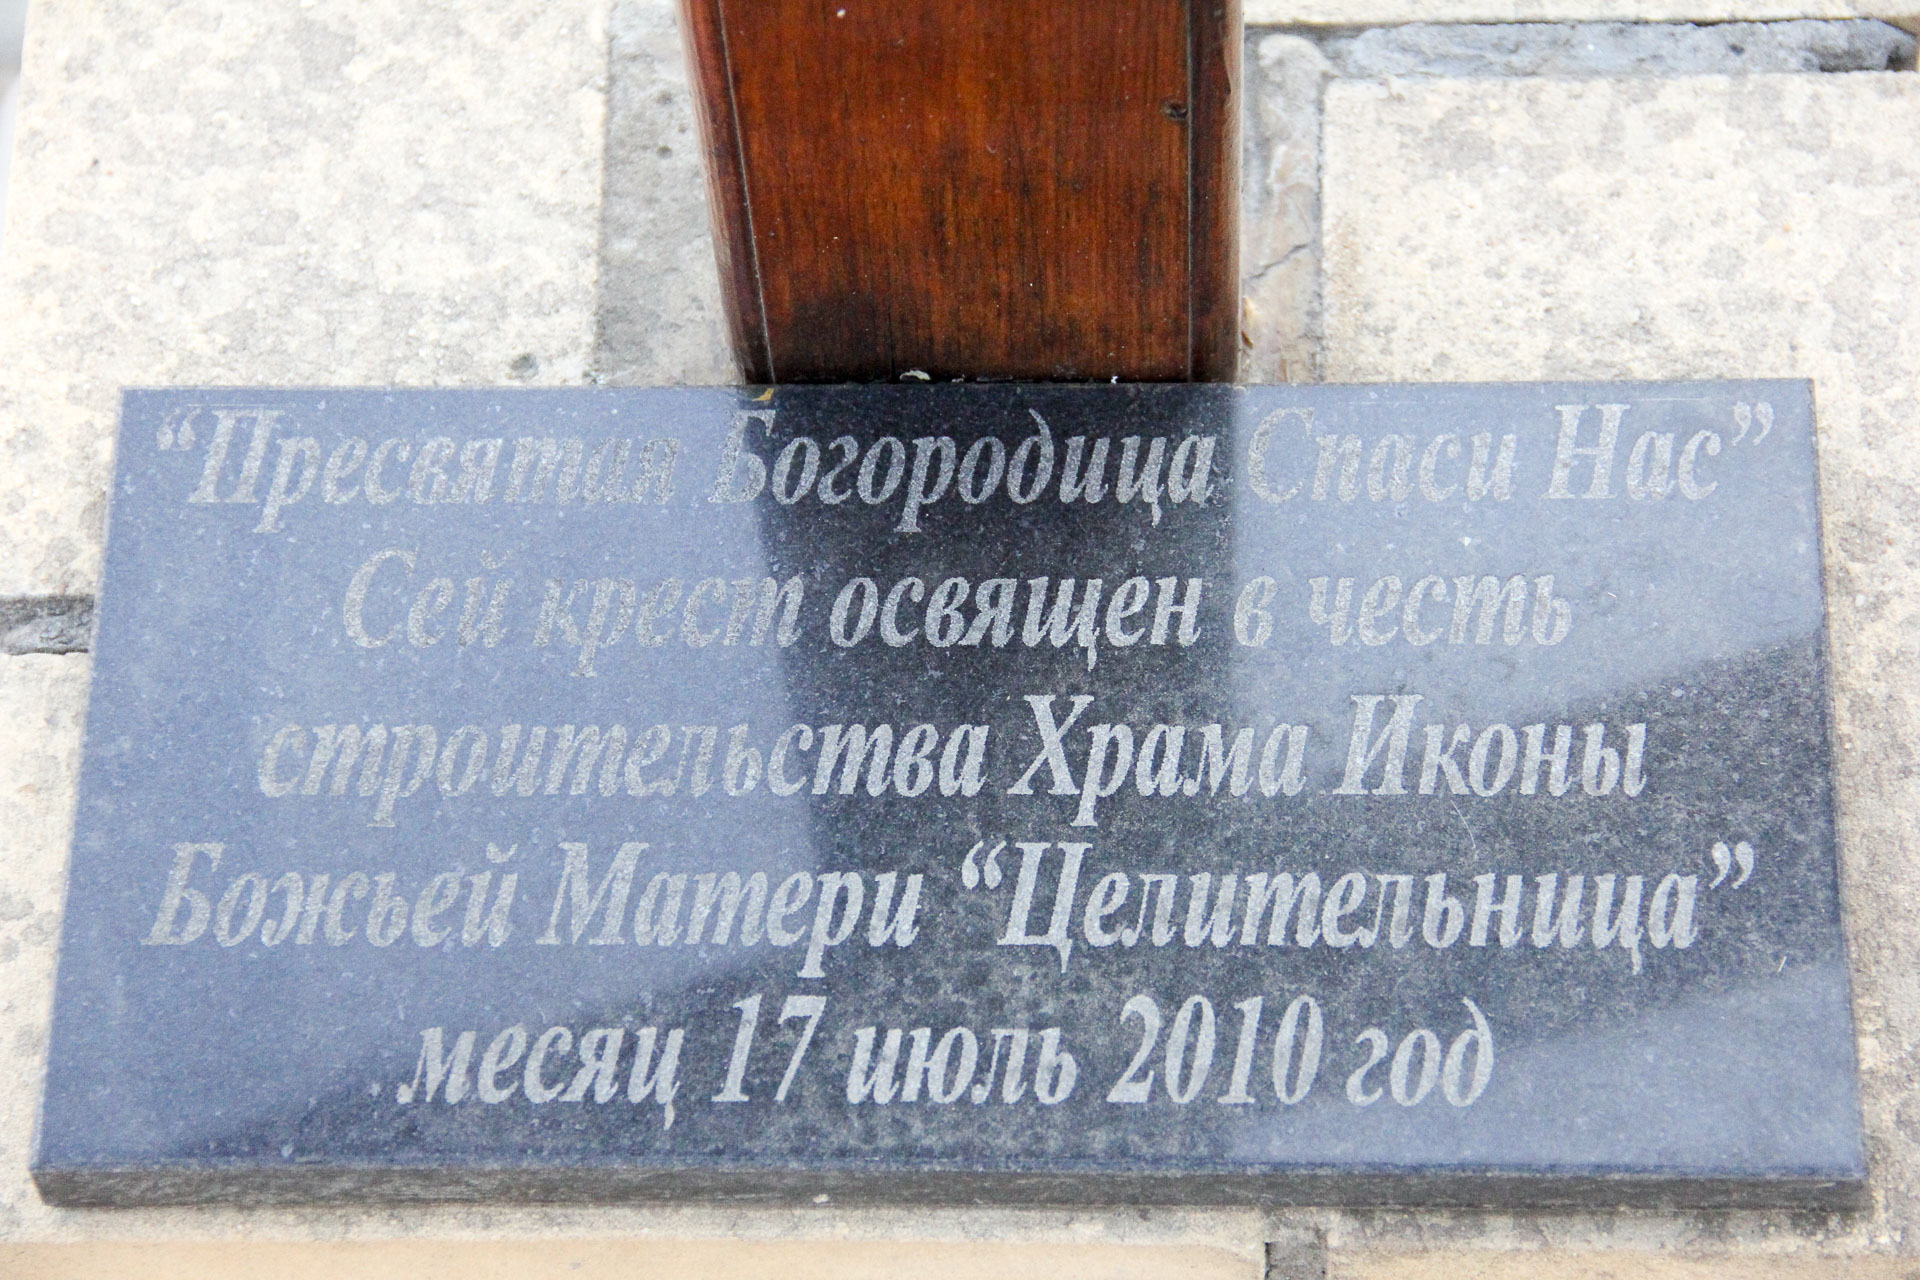 “Пресвятая Богородица Спаси Нас”
Сей крест освящен в честь
строительства Храма Иконы
Божьей Матери “Целительница”
месяц 17 июль 2010 год